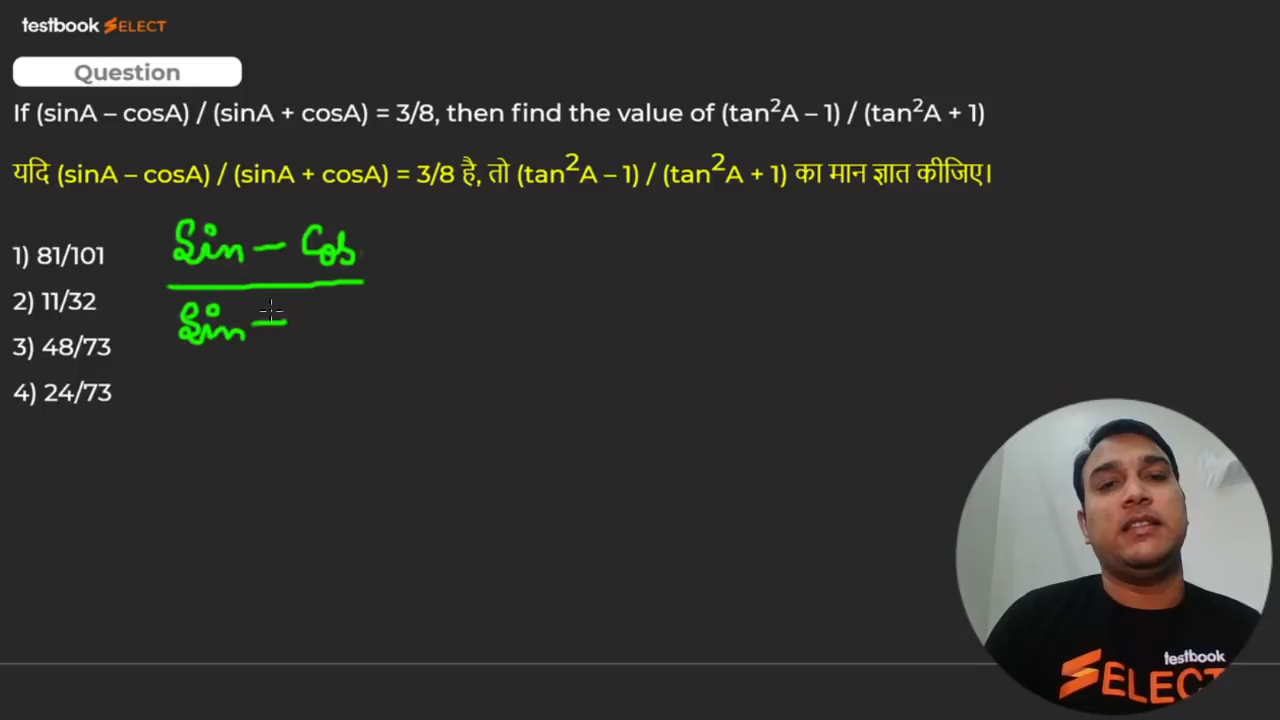 testbook SELECT
Question
If (sinA – cosA) / (sinA + cosA) = 3/8, then find the value of (tan²A – 1) / (tan²A + 1)
यदि (sinA – cosA) / (sinA + cosA) = 3/8 है, तो (tan²A – 1) / (tan²A + 1) का मान ज्ञात कीजिए।
1) 81/101
2) 11/32
3) 48/73
4) 24/73
Sin – Cos
Sin –
testbook
SELECT